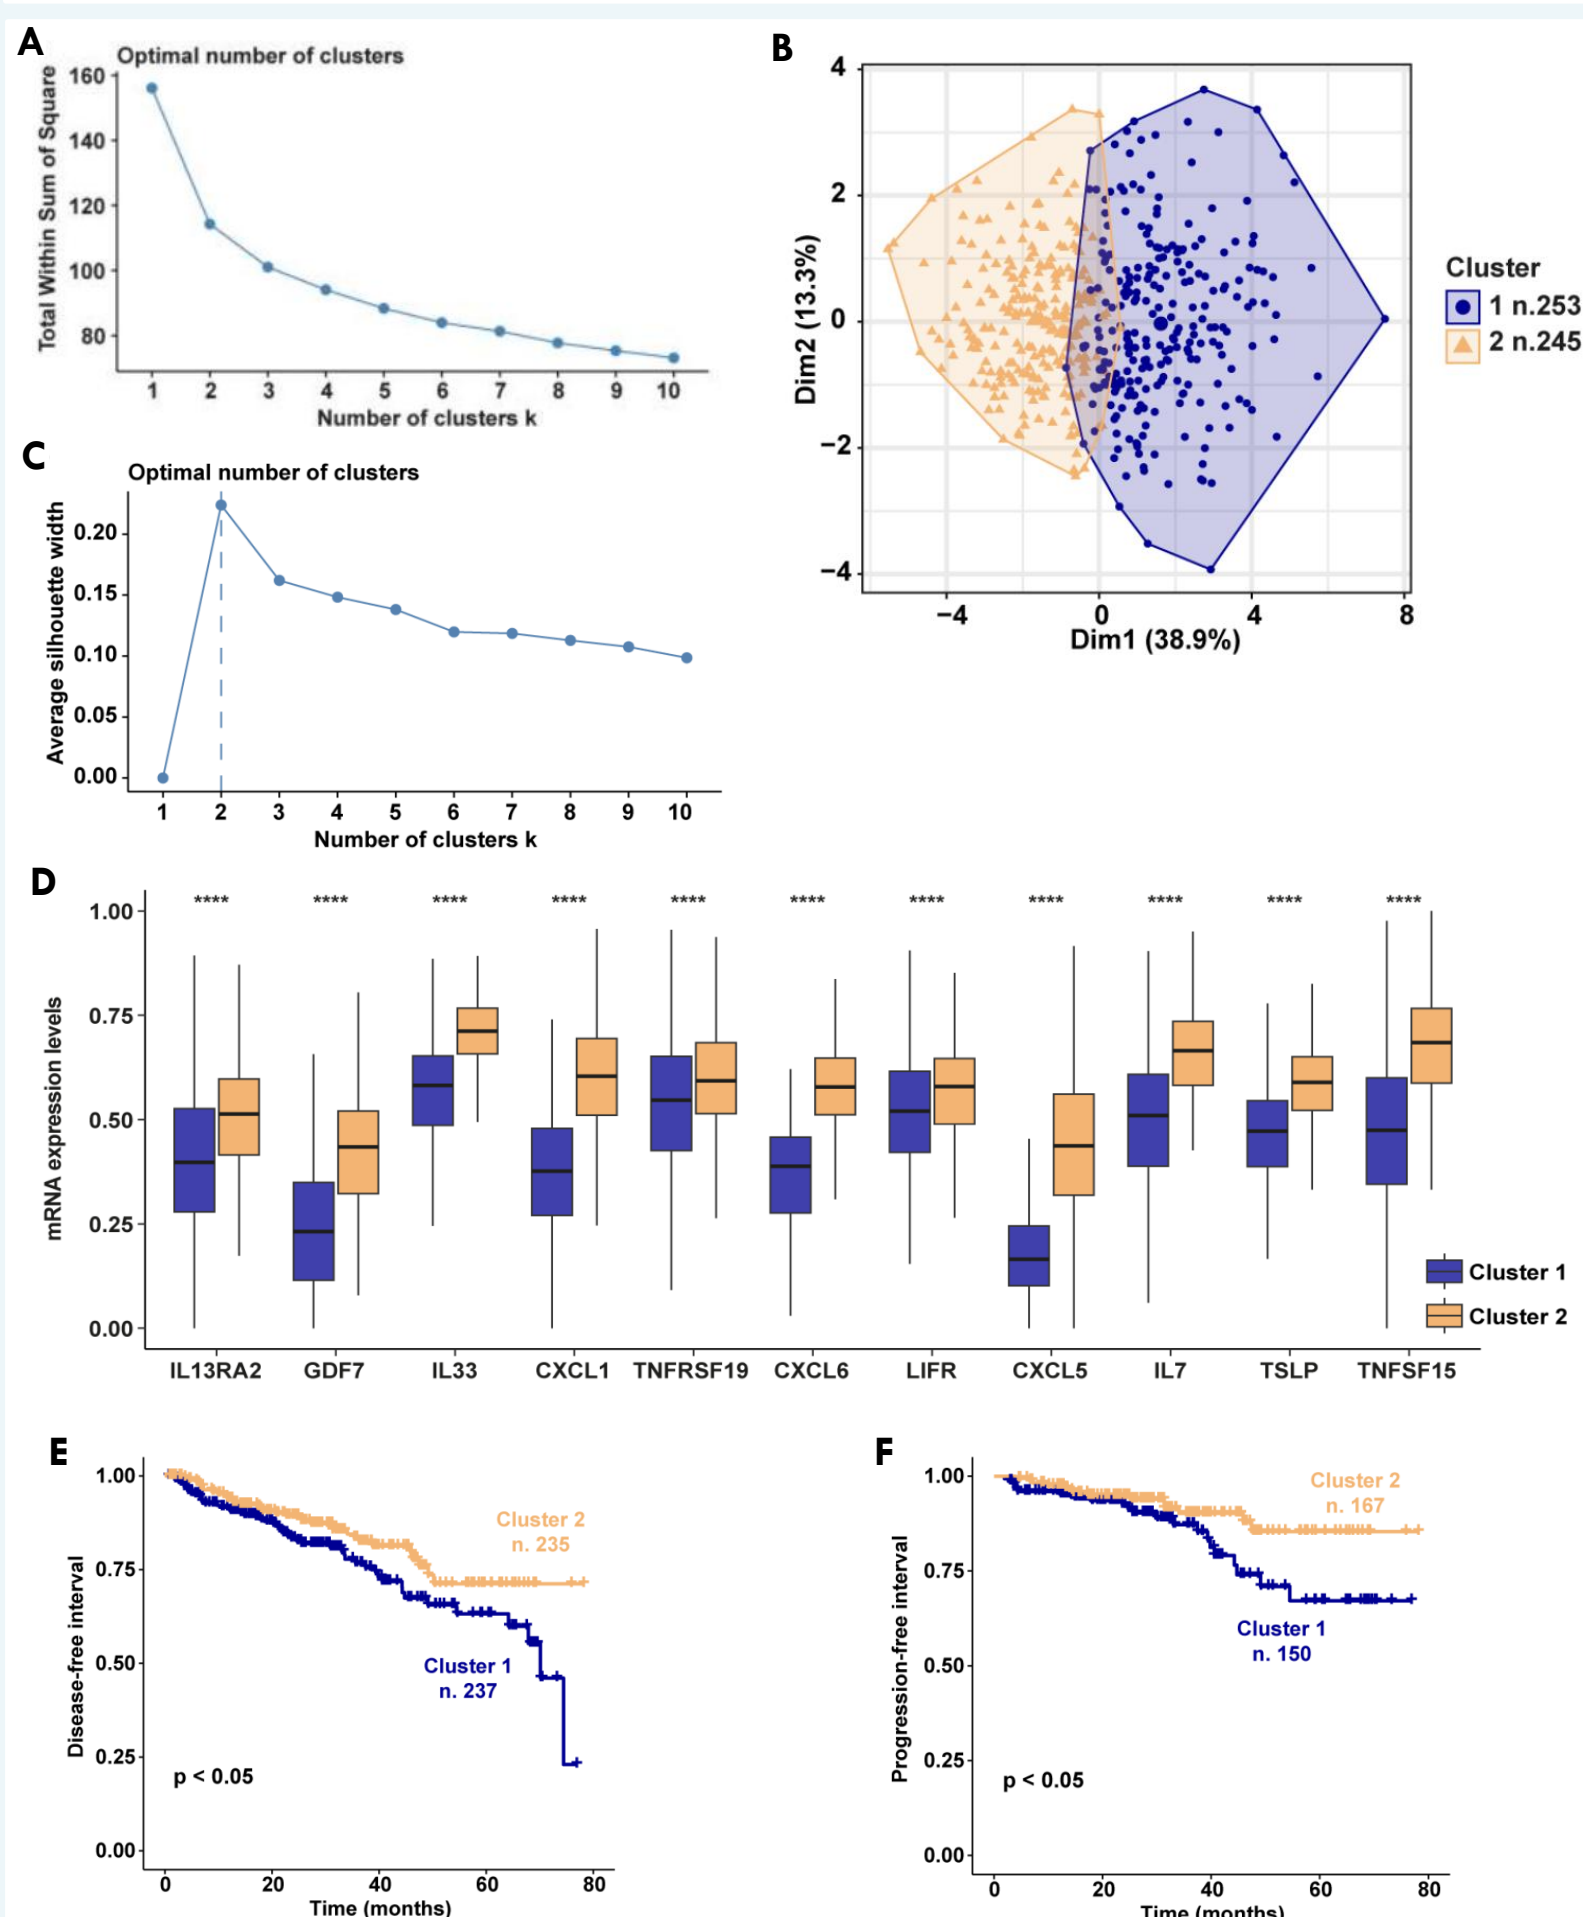 A
Optimal number of clusters
Total Within Sum of Square
160
140
120
100
80
1 2 3 4 5 6 7 8 9 10
Number of clusters k
B
4
2
0
−2
−4
Dim2 (13.3%)
−4 0 4 8
Dim1 (38.9%)
Cluster
1 n.253
2 n.245
C
Optimal number of clusters
Average silhouette width
0.20
0.15
0.10
0.05
0.00
1 2 3 4 5 6 7 8 9 10
Number of clusters k
D
**** **** **** **** **** **** **** **** **** **** ****
mRNA expression levels
1.00
0.75
0.50
0.25
0.00
Cluster 1
Cluster 2
IL13RA2 GDF7 IL33 CXCL1 TNFRSF19 CXCL6 LIFR CXCL5 IL7 TSLP TNFSF15
E
Disease-free interval
1.00
0.75
0.50
0.25
0.00
Cluster 2
n. 235
Cluster 1
n. 237
p < 0.05
0 20 40 60 80
Time (months)
F
Progression-free interval
1.00
0.75
0.50
0.25
0.00
Cluster 2
n. 167
Cluster 1
n. 150
p < 0.05
0 20 40 60 80
Time (months)